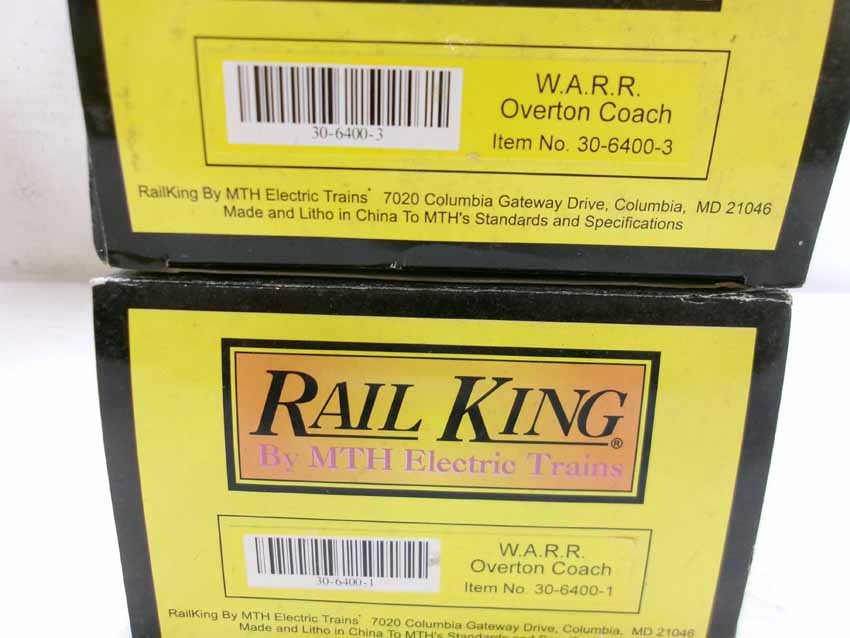 30-6400-3
W.A.R.R.
Overton Coach
Item No. 30-6400-3
RailKing By MTH Electric Trains® 7020 Columbia Gateway Drive, Columbia, MD 21046
Made and Litho in China To MTH's Standards and Specifications
RAIL KING®
By MTH Electric Trains
30-6400-1
W.A.R.R.
Overton Coach
Item No. 30-6400-1
RailKing By MTH Electric Trains® 7020 Columbia Gateway Drive, Columbia, MD 21046
Made and Litho in China To MTH's Standards and